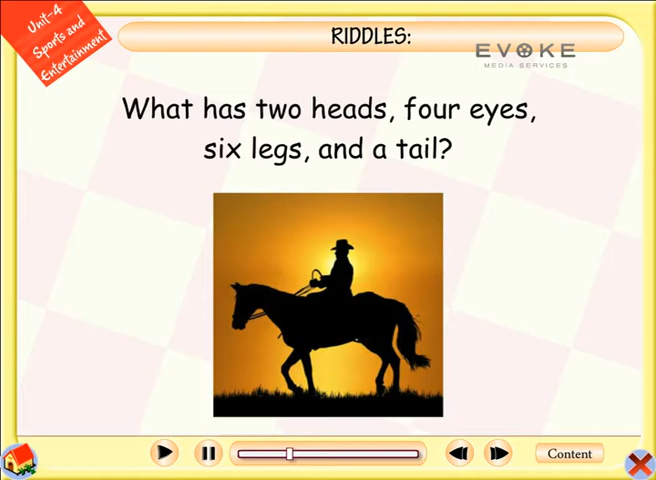 Unit-4
Sports and
Entertainment
RIDDLES:
EVOKE
MEDIA SERVICES
What has two heads, four eyes,
six legs, and a tail?
Content